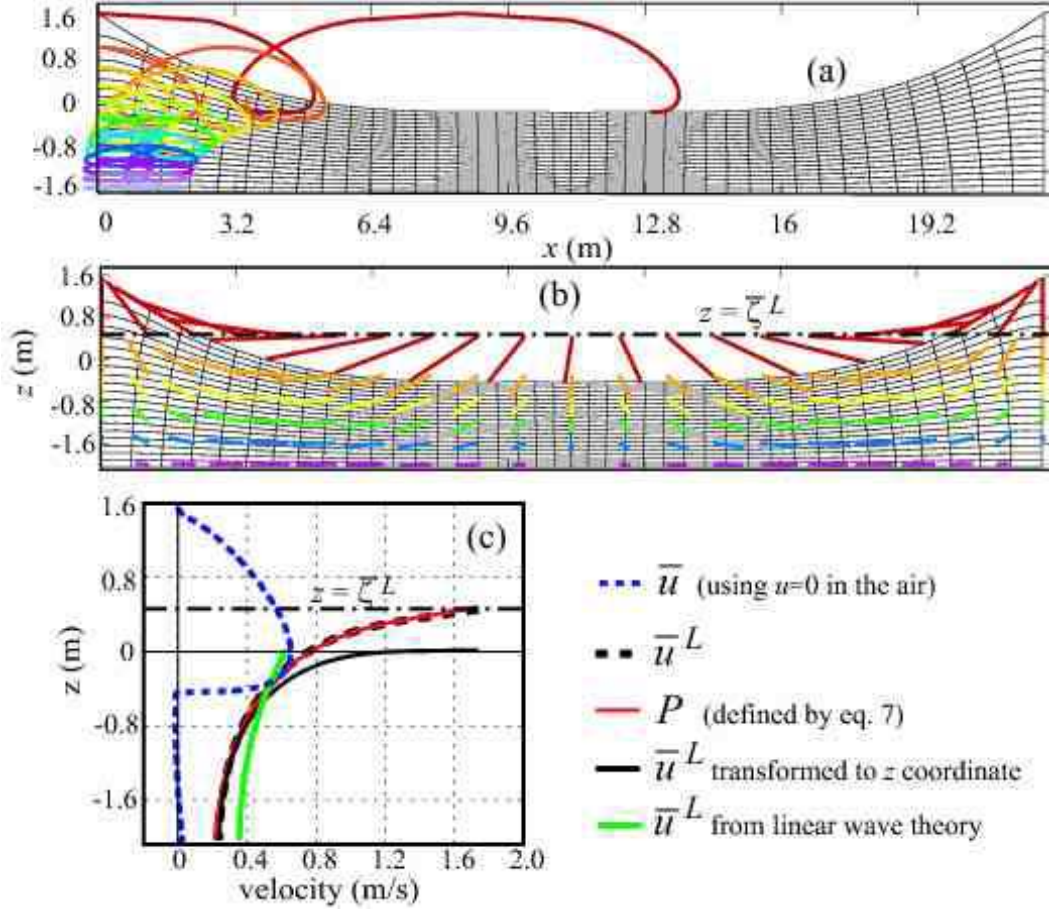 1.6
0.8
0
-0.8
-1.6
(a)
0 3.2 6.4 9.6 12.8 16 19.2
x (m)
z (m)
1.6
0.8
0
-0.8
-1.6
(b)
z = ζ̅ L
z (m)
1.6
0.8
0
-0.8
-1.6
(c)
z = ζ̅ L
0 0.4 0.8 1.2 1.6 2.0
velocity (m/s)
u̅ (using u=0 in the air)
u̅ L
P (defined by eq. 7)
u̅ L transformed to z coordinate
u̅ L from linear wave theory